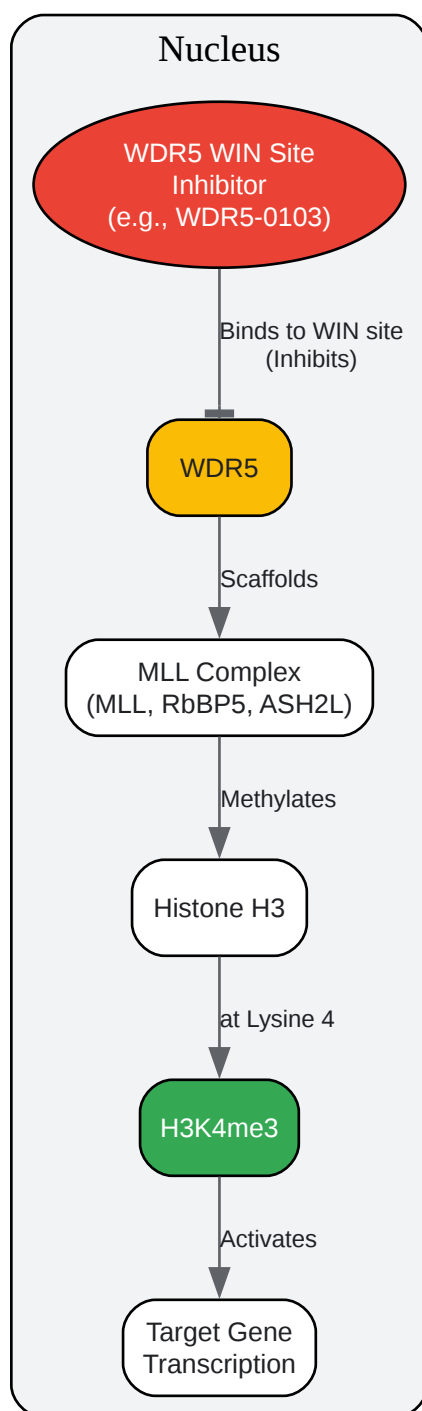 Nucleus
WDR5 WIN Site
Inhibitor
(e.g., WDR5-0103)
Binds to WIN site
(Inhibits)
WDR5
Scaffolds
MLL Complex
(MLL, RbBP5, ASH2L)
Methylates
Histone H3
at Lysine 4
H3K4me3
Activates
Target Gene
Transcription